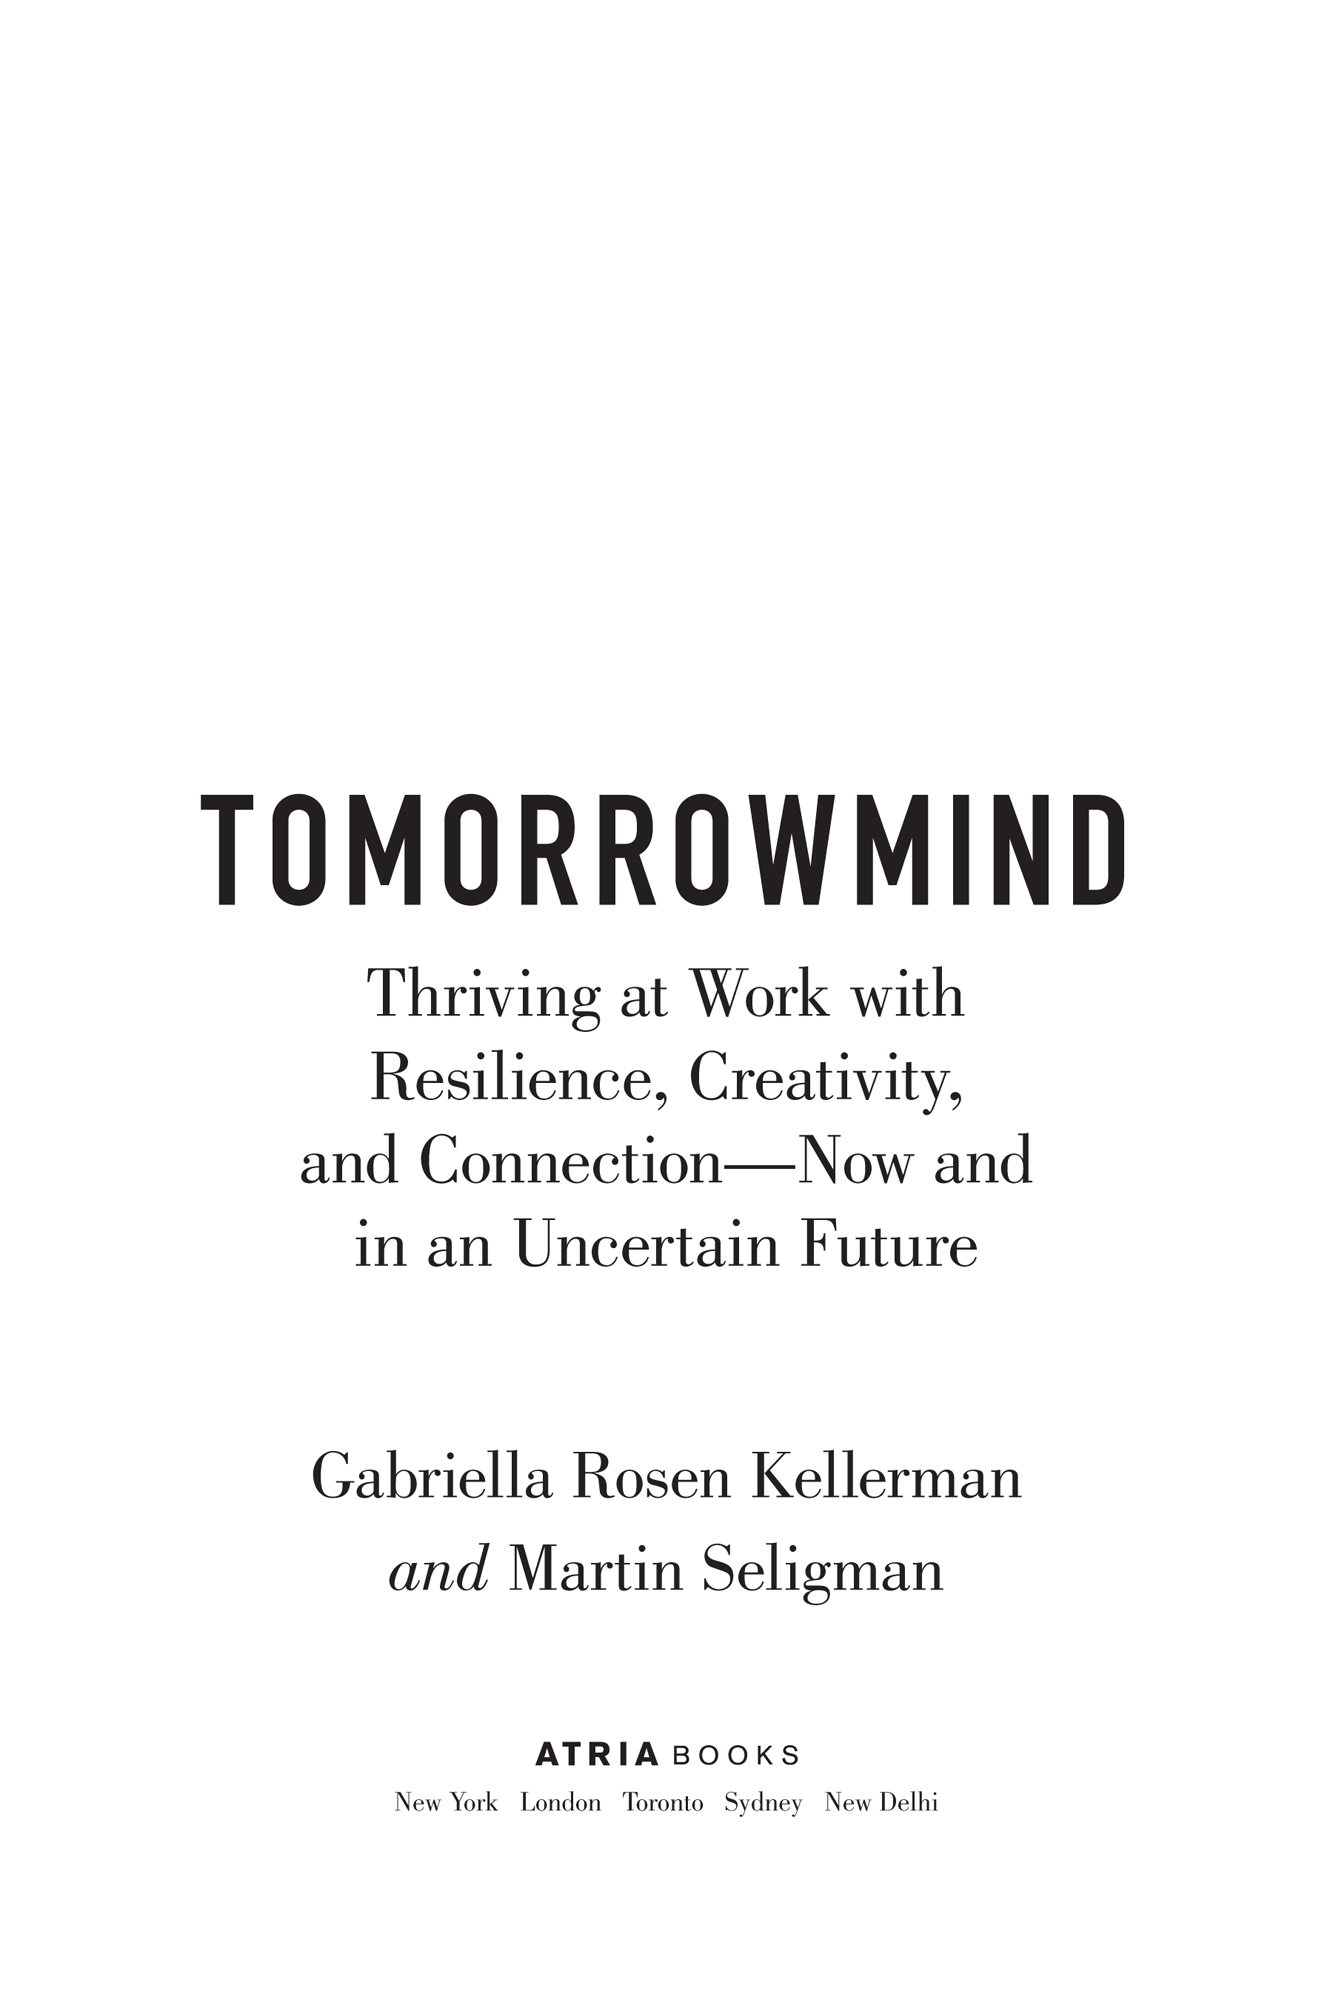 TOMORROWMIND
Thriving at Work with
Resilience, Creativity,
and Connection—Now and
in an Uncertain Future
Gabriella Rosen Kellerman
and Martin Seligman
ATRIA BOOKS
New York London Toronto Sydney New Delhi